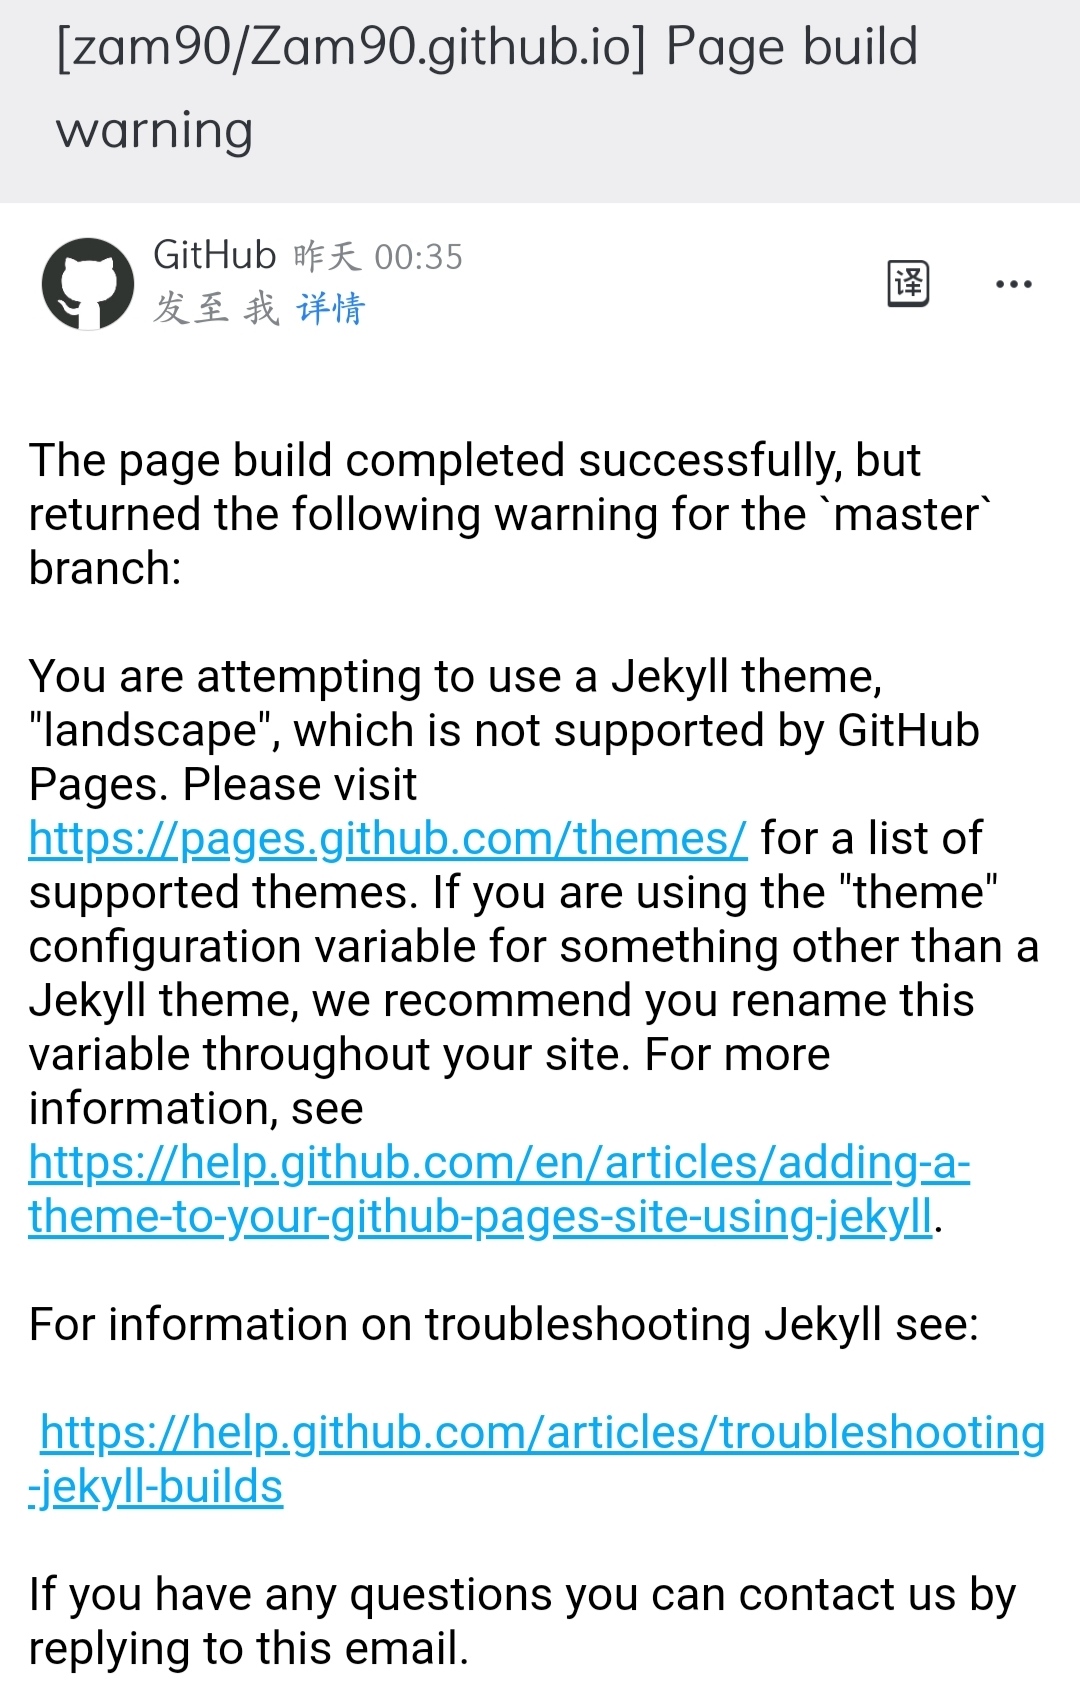 [zam90/Zam90.github.io] Page build
warning
GitHub 昨天 00:35
发至 我 详情
译
The page build completed successfully, but
returned the following warning for the `master`
branch:
You are attempting to use a Jekyll theme,
"landscape", which is not supported by GitHub
Pages. Please visit
https://pages.github.com/themes/ for a list of
supported themes. If you are using the "theme"
configuration variable for something other than a
Jekyll theme, we recommend you rename this
variable throughout your site. For more
information, see
https://help.github.com/en/articles/adding-a-
theme-to-your-github-pages-site-using-jekyll.
For information on troubleshooting Jekyll see:
https://help.github.com/articles/troubleshooting
-jekyll-builds
If you have any questions you can contact us by
replying to this email.